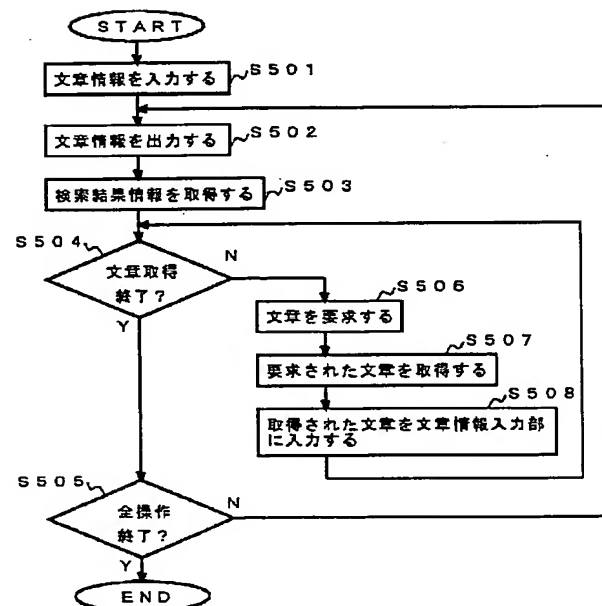 START
文章情報を入力する
S501
文章情報を出力する
S502
検索結果情報を取得する
S503
S504
文章取得
終了？
N
Y
文章を要求する
S506
要求された文章を取得する
S507
取得された文章を文章情報入力部
に入力する
S508
S505
全操作
終了？
N
Y
END